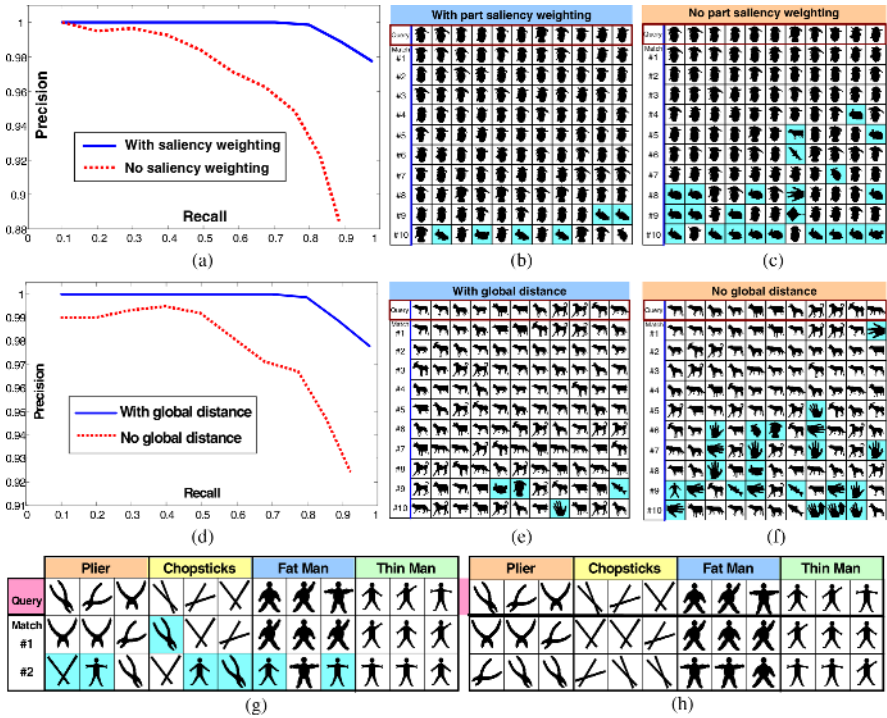 1
0.98
0.96
0.94
0.92
0.9
0.88
Precision
With saliency weighting
No saliency weighting
Recall
0 0.1 0.2 0.3 0.4 0.5 0.6 0.7 0.8 0.9 1
(a)
With part saliency weighting
Query
Match
#1
#2
#3
#4
#5
#6
#7
#8
#9
#10
(b)
No part saliency weighting
Query
Match
#1
#2
#3
#4
#5
#6
#7
#8
#9
#10
(c)
1
0.99
0.98
0.97
0.96
0.95
0.94
0.93
0.92
0.91
Precision
With global distance
No global distance
Recall
0 0.1 0.2 0.3 0.4 0.5 0.6 0.7 0.8 0.9 1
(d)
With global distance
Query
Match
#1
#2
#3
#4
#5
#6
#7
#8
#9
#10
(e)
No global distance
Query
Match
#1
#2
#3
#4
#5
#6
#7
#8
#9
#10
(f)
Plier Chopsticks Fat Man Thin Man
Query
Match
#1
#2
(g)
Plier Chopsticks Fat Man Thin Man
(h)